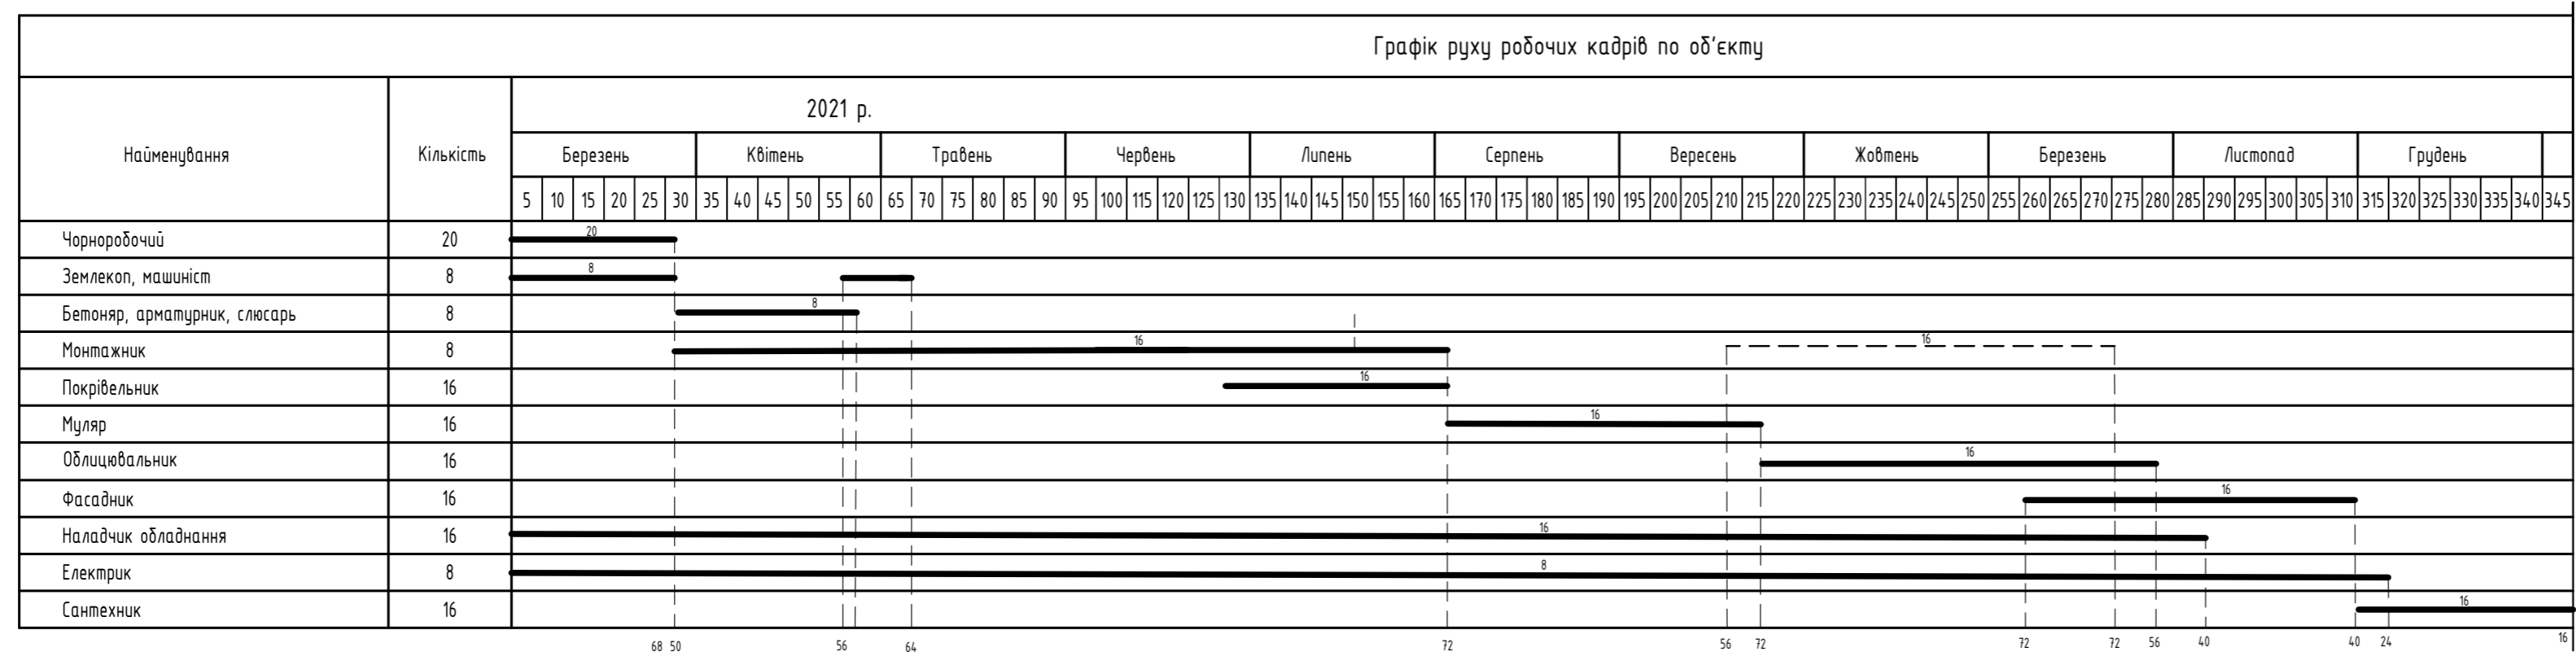 Графік руху робочих кадрів по об'єкту
2021 р.
Найменування Кількість Березень Квітень Травень Червень Липень Серпень Вересень Жовтень Березень Листопад Грудень
5 10 15 20 25 30 35 40 45 50 55 60 65 70 75 80 85 90 95 100 115 120 125 130 135 140 145 150 155 160 165 170 175 180 185 190 195 200 205 210 215 220 225 230 235 240 245 250 255 260 265 270 275 280 285 290 295 300 305 310 315 320 325 330 335 340 345
Чорноробочий 20 20
Землекоп, машиніст 8 8
Бетоняр, арматурник, слюсарь 8 8
Монтажник 8 16 16
Покрівельник 16 16
Муляр 16 16
Облицювальник 16 16
Фасадник 16 16
Наладчик обладнання 16 16
Електрик 8 8
Сантехник 16 16
68 50 56 64 72 56 72 72 72 56 40 40 24 16